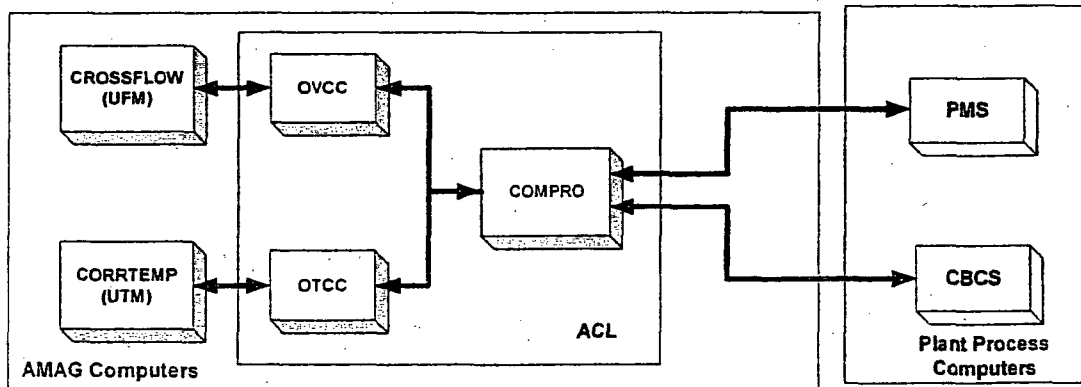 CROSSFLOW
(UFM)
OVCC
PMS
COMPRO
CORRTEMP
(UTM)
OTCC
CBCS
ACL
AMAG Computers
Plant Process
Computers